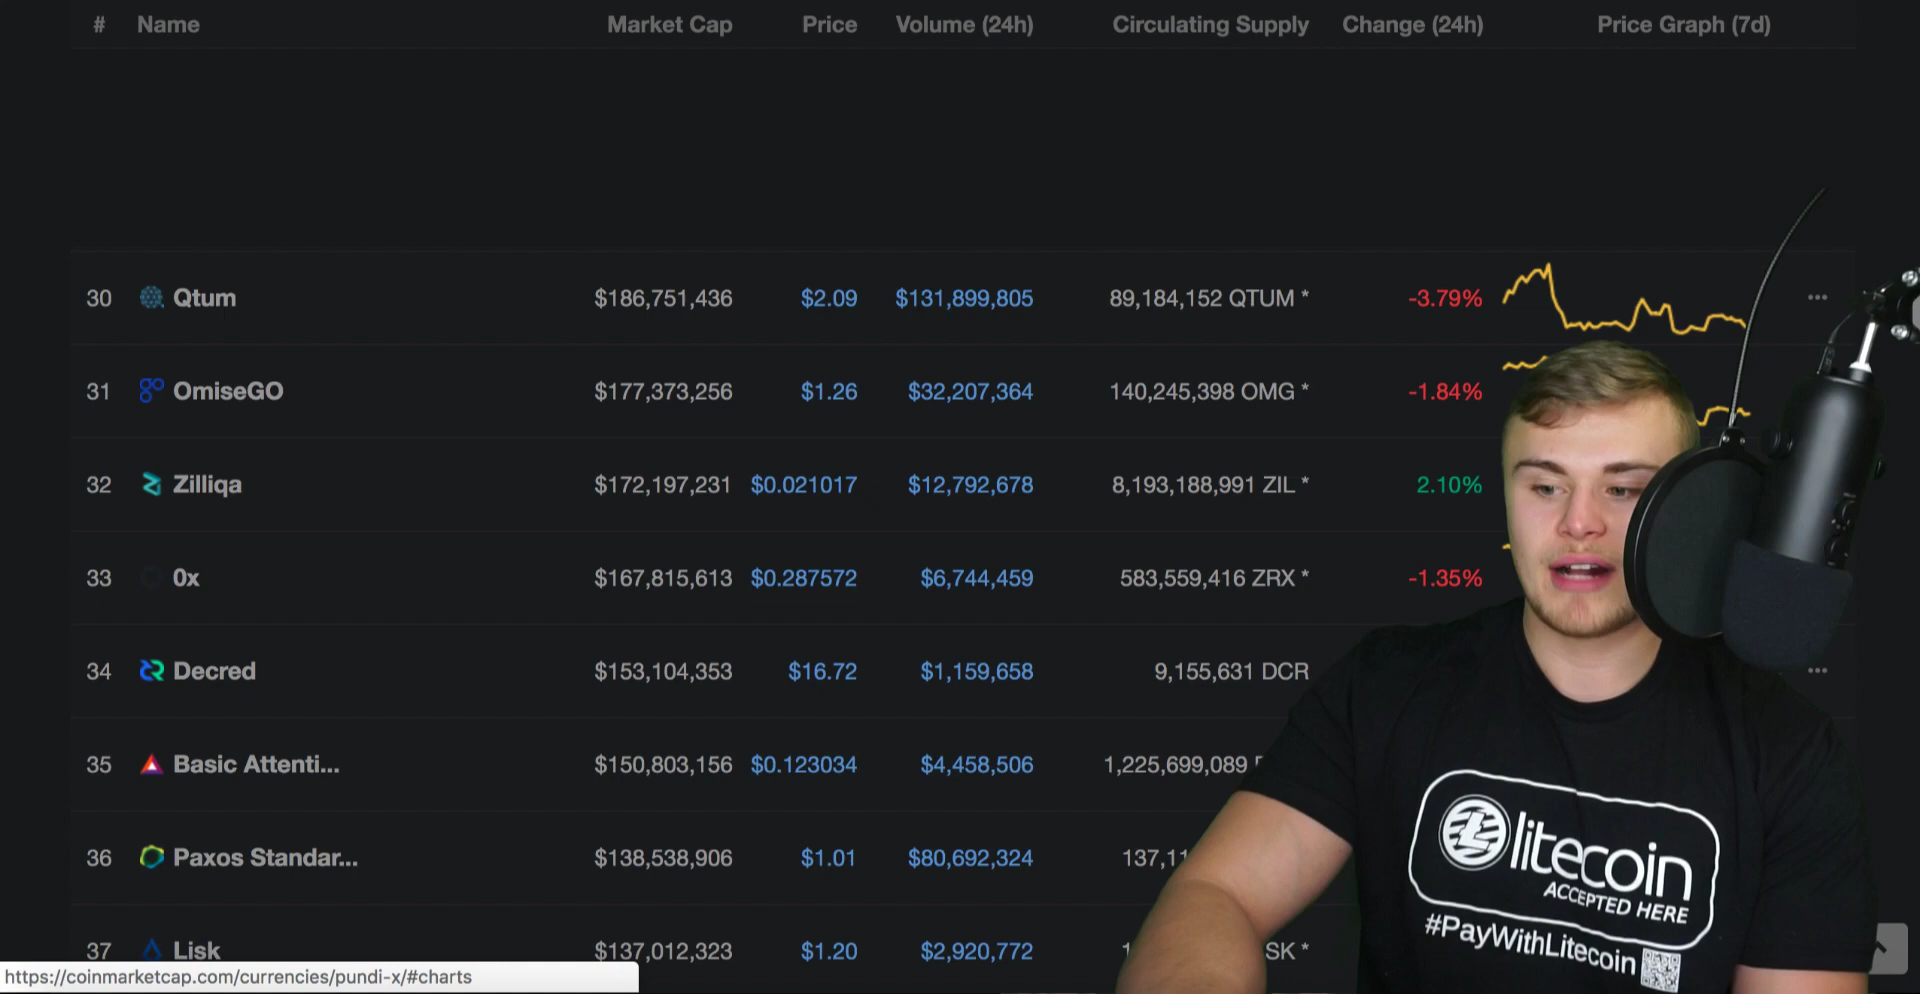 # Name Market Cap Price Volume (24h) Circulating Supply Change (24h) Price Graph (7d)
30 Qtum $186,751,436 $2.09 $131,899,805 89,184,152 QTUM * -3.79%
31 OmiseGO $177,373,256 $1.26 $32,207,364 140,245,398 OMG * -1.84%
32 Zilliqa $172,197,231 $0.021017 $12,792,678 8,193,188,991 ZIL * 2.10%
33 0x $167,815,613 $0.287572 $6,744,459 583,559,416 ZRX * -1.35%
34 Decred $153,104,353 $16.72 $1,159,658 9,155,631 DCR
35 Basic Attenti... $150,803,156 $0.123034 $4,458,506 1,225,699,089
36 Paxos Standar... $138,538,906 $1.01 $80,692,324 137,11
37 Lisk $137,012,323 $1.20 $2,920,772 1 SK *
https://coinmarketcap.com/currencies/pundi-x/#charts
litecoin
ACCEPTED HERE
#PayWithLitecoin